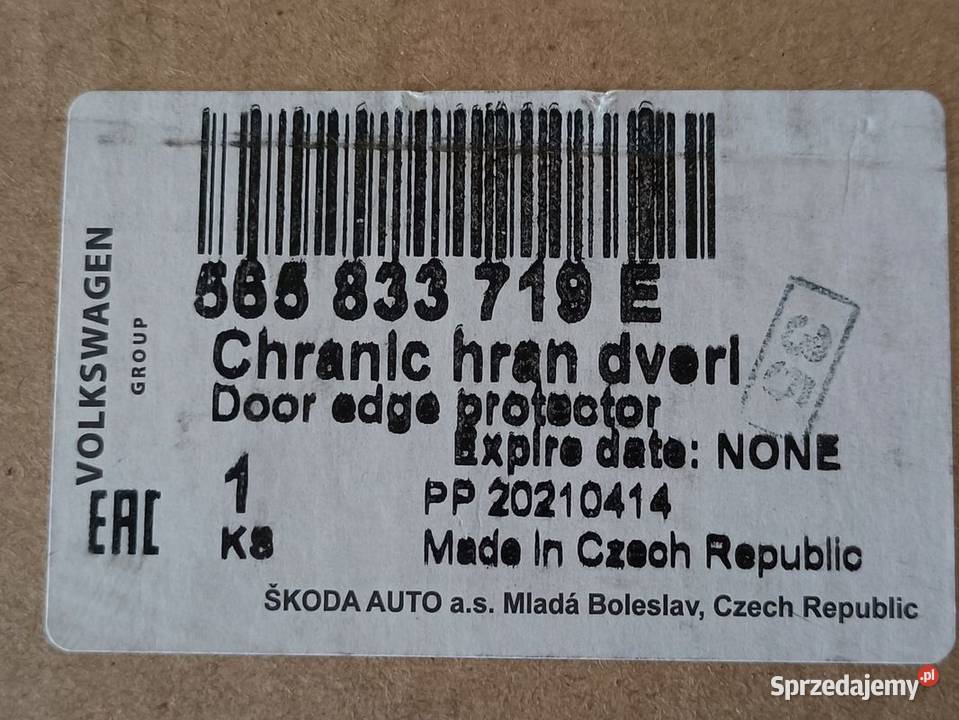 VOLKSWAGEN
GROUP
565 833 719 E
Chranic hran dveri
Door edge protector
Expire date: NONE
1
PP 20210414
EAC
KS
Made in Czech Republic
ŠKODA AUTO a.s. Mladá Boleslav, Czech Republic
Sprzedajemy.pl